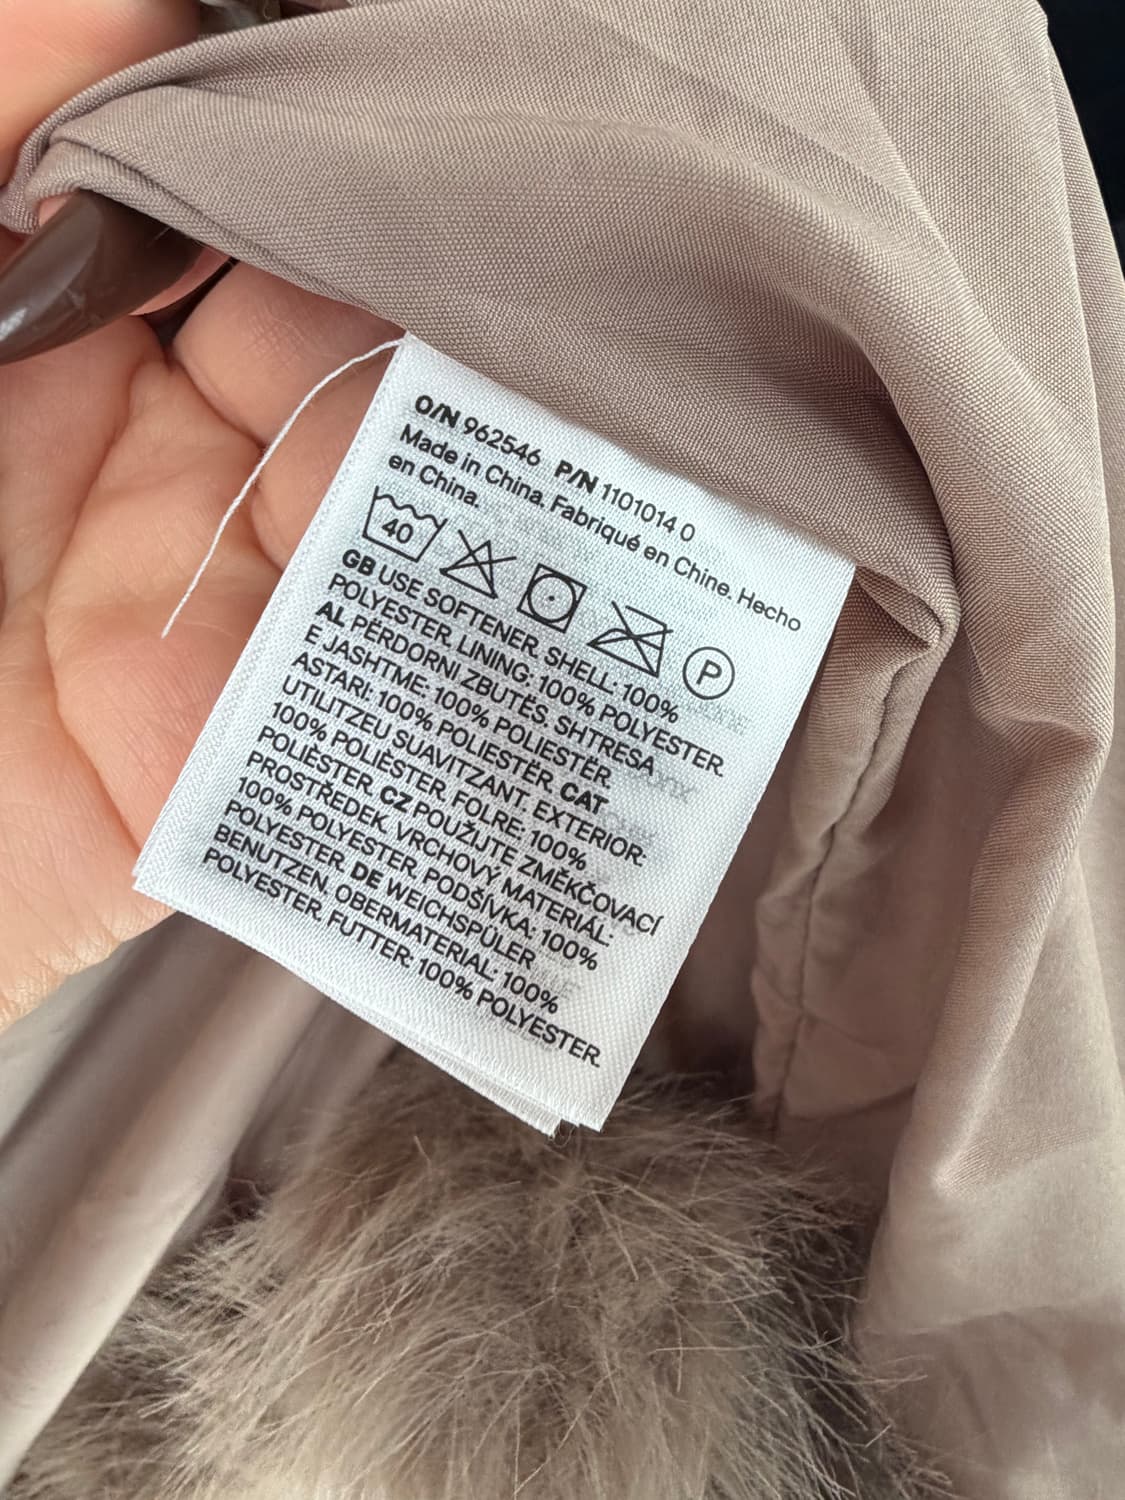 O/N 962546 P/N 1101014 0
Made in China. Fabriqué en Chine. Hecho
en China.
40
P
GB USE SOFTENER. SHELL: 100%
POLYESTER. LINING: 100% POLYESTER.
AL PËRDORNI ZBUTËS. SHTRESA
E JASHTME: 100% POLIESTËR.
ASTARI: 100% POLIESTËR. CAT
UTILITZEU SUAVITZANT. EXTERIOR:
100% POLIÈSTER. FOLRE: 100%
POLIÈSTER. CZ POUŽIJTE ZMĚKČOVACÍ
PROSTŘEDEK. VRCHOVÝ MATERIÁL:
100% POLYESTER. PODŠÍVKA: 100%
POLYESTER. DE WEICHSPÜLER
BENUTZEN. OBERMATERIAL: 100%
POLYESTER. FUTTER: 100% POLYESTER.